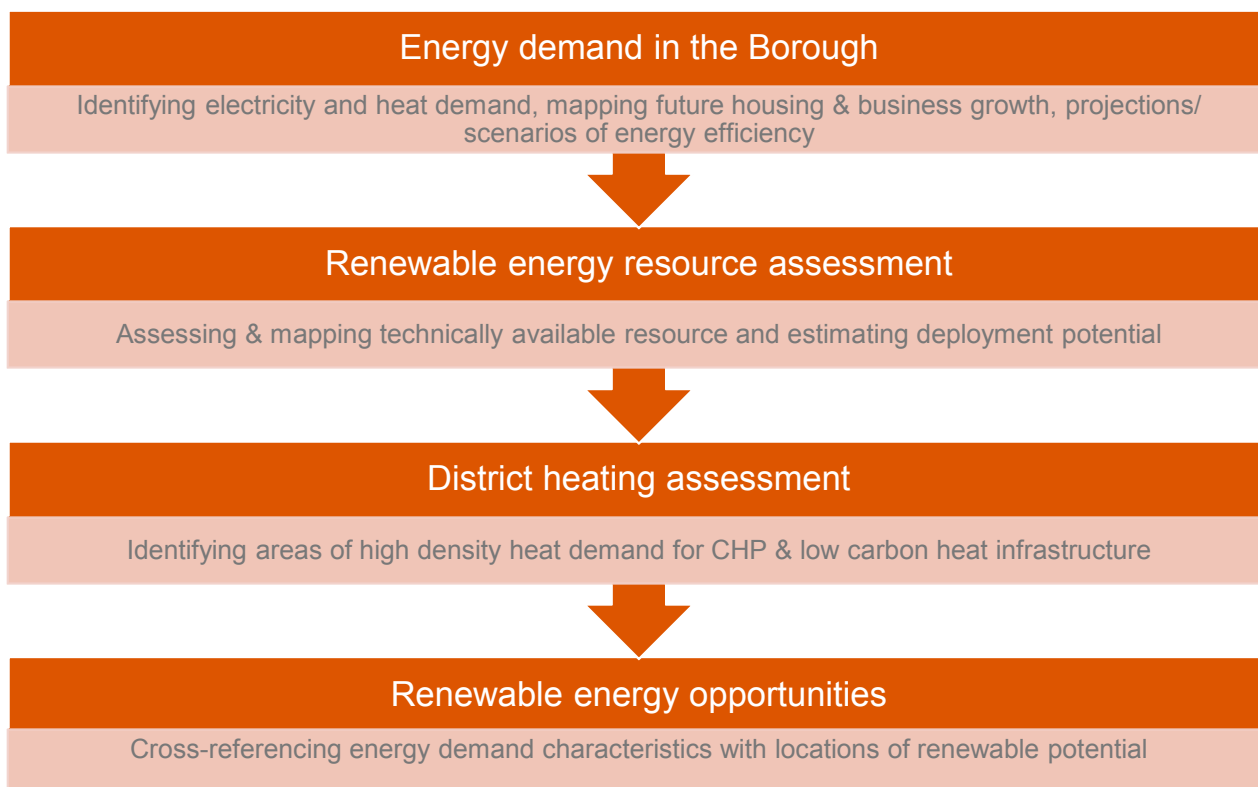 Energy demand in the Borough
Identifying electricity and heat demand, mapping future housing & business growth, projections/
scenarios of energy efficiency
Renewable energy resource assessment
Assessing & mapping technically available resource and estimating deployment potential
District heating assessment
Identifying areas of high density heat demand for CHP & low carbon heat infrastructure
Renewable energy opportunities
Cross-referencing energy demand characteristics with locations of renewable potential